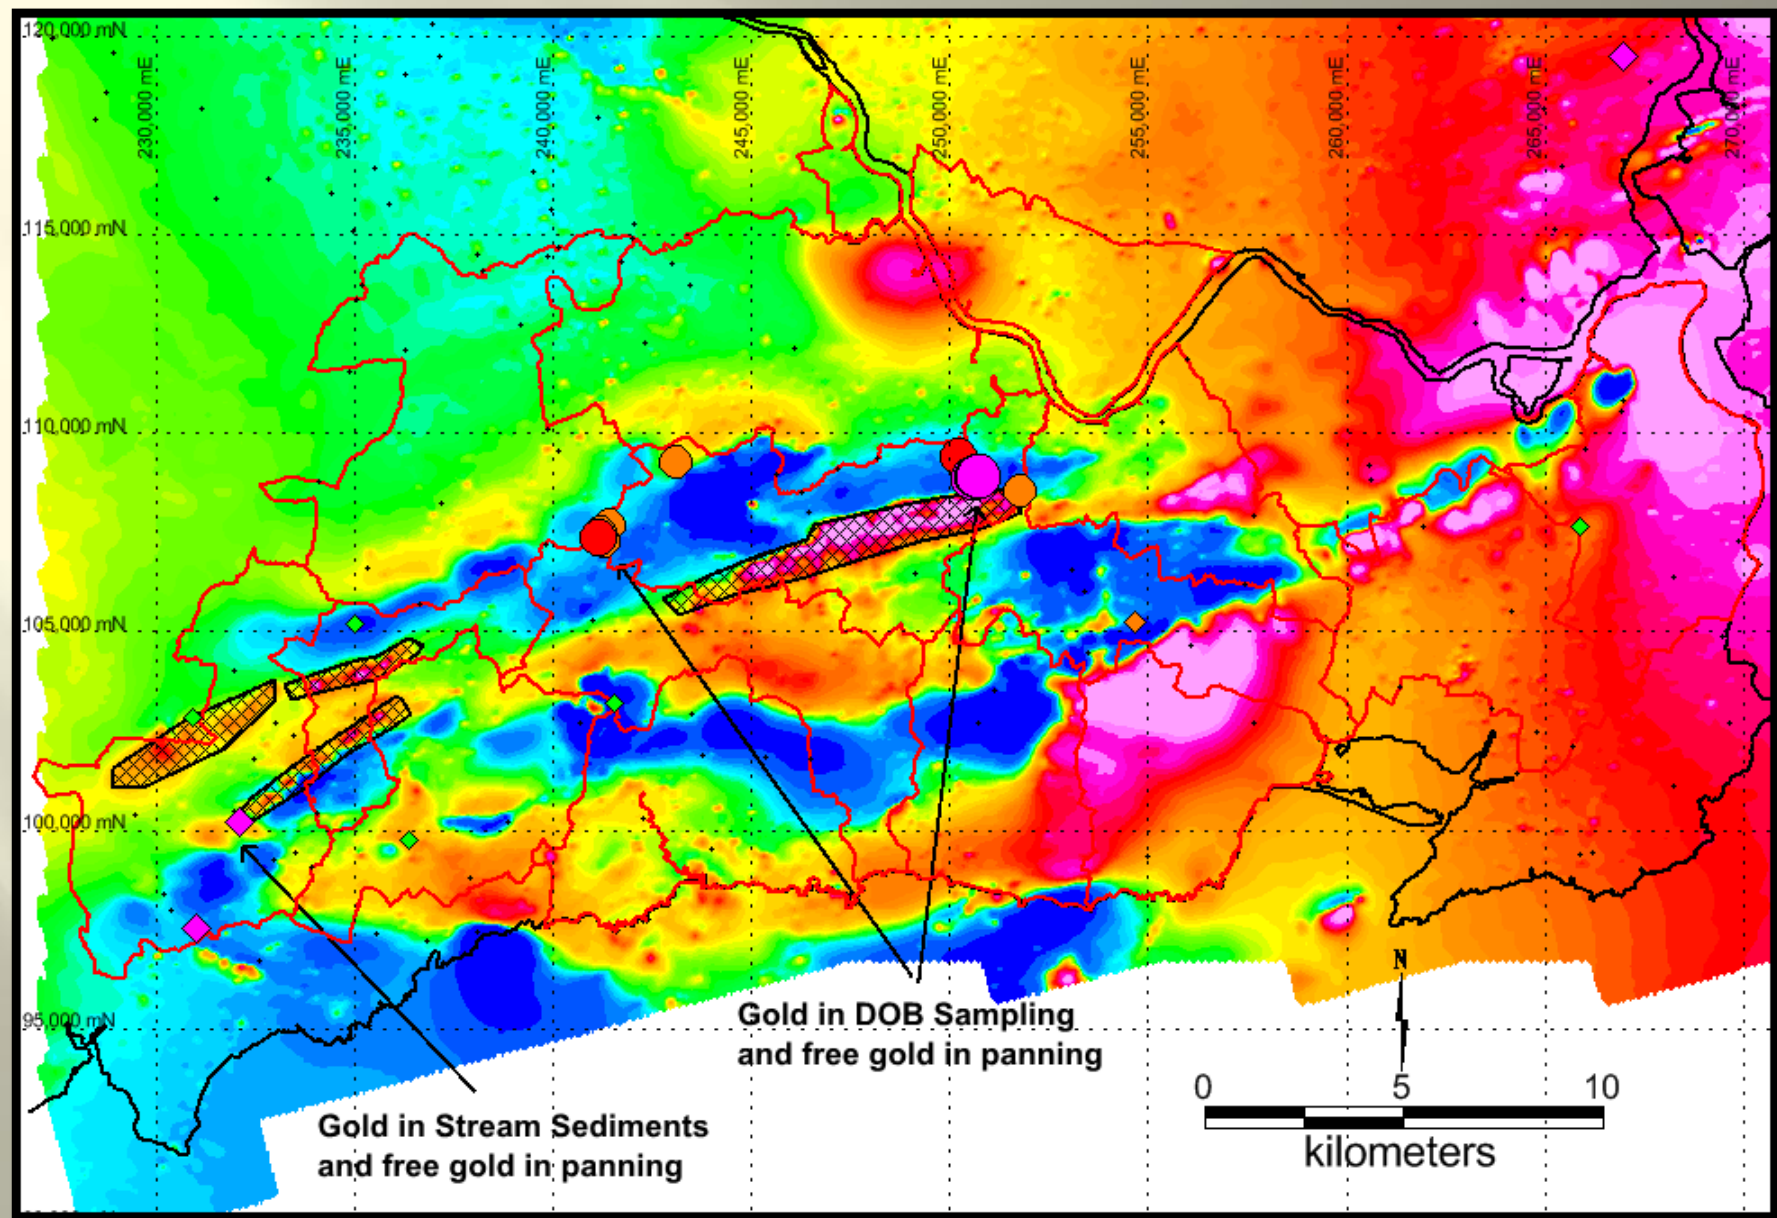 120,000 mN
230,000 mE
235,000 mE
240,000 mE
245,000 mE
250,000 mE
255,000 mE
260,000 mE
265,000 mE
270,000 mE
115,000 mN
110,000 mN
105,000 mN
100,000 mN
95,000 mN
N
Gold in DOB Sampling
and free gold in panning
0 5 10
kilometers
Gold in Stream Sediments
and free gold in panning